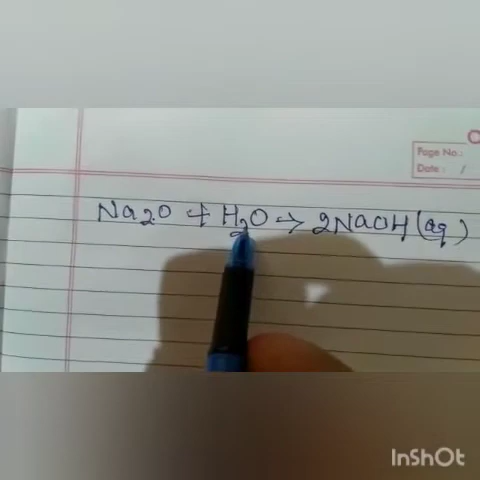 Page No.:
Date: /
Na2O + H2O → 2NaOH (aq)
InShOt